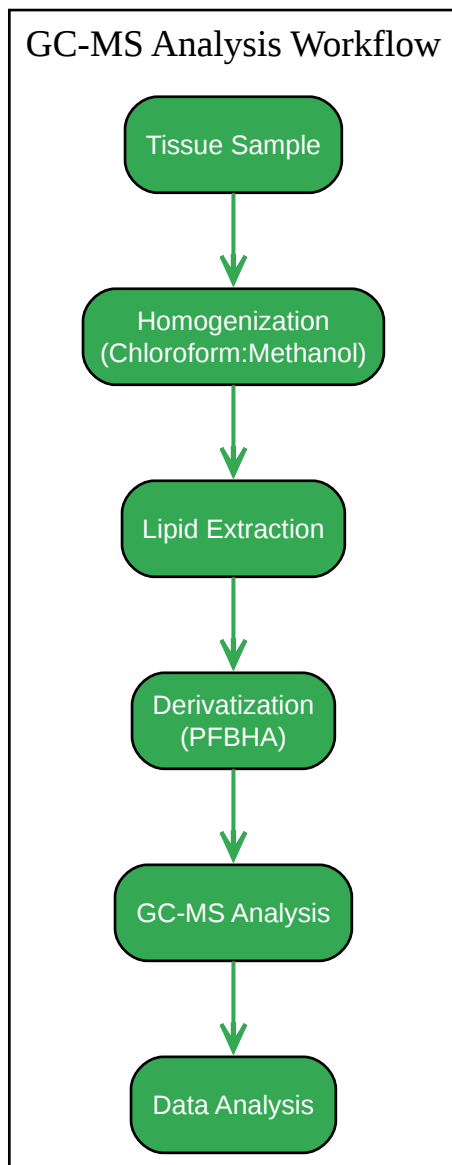 GC-MS Analysis Workflow
Tissue Sample
Homogenization
(Chloroform:Methanol)
Lipid Extraction
Derivatization
(PFBHA)
GC-MS Analysis
Data Analysis